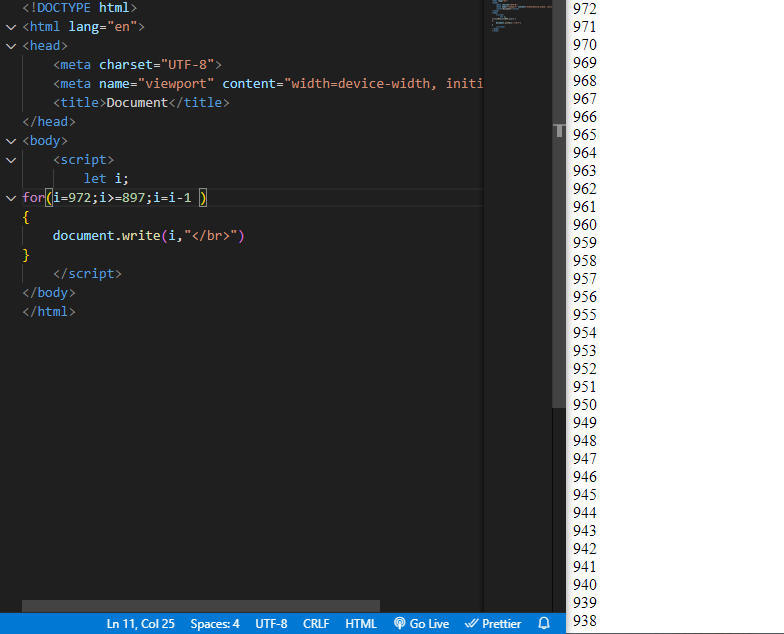 <!DOCTYPE html>
<html lang="en">
<head>
<meta charset="UTF-8">
<meta name="viewport" content="width=device-width, initi
<title>Document</title>
</head>
<body>
<script>
let i;
for(i=972;i>=897;i=i-1 )
{
document.write(i,"</br>")
}
</script>
</body>
</html>
Ln 11, Col 25 Spaces: 4 UTF-8 CRLF HTML Go Live Prettier
972
971
970
969
968
967
966
965
964
963
962
961
960
959
958
957
956
955
954
953
952
951
950
949
948
947
946
945
944
943
942
941
940
939
938